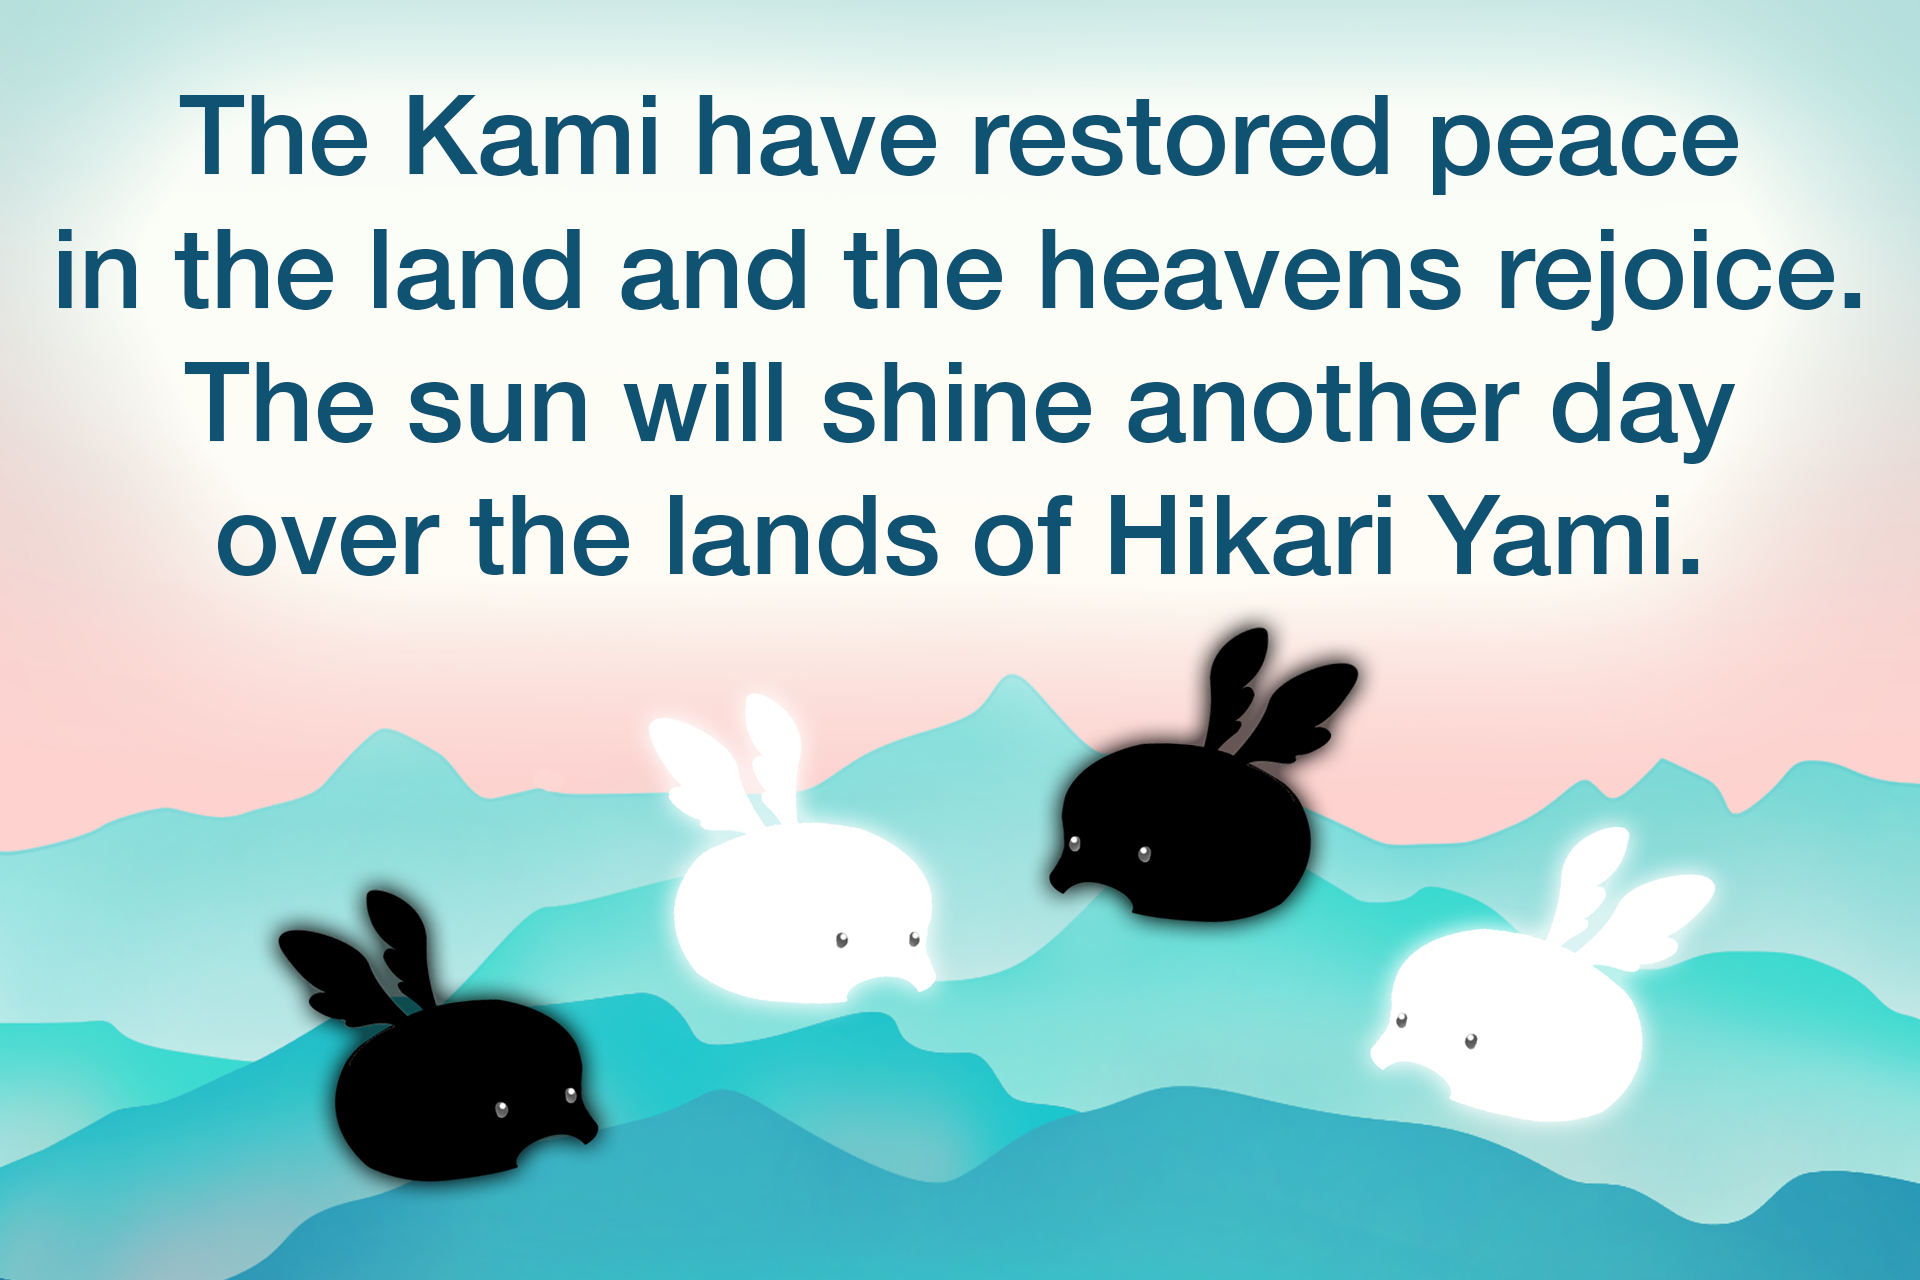 The Kami have restored peace
in the land and the heavens rejoice.
The sun will shine another day
over the lands of Hikari Yami.